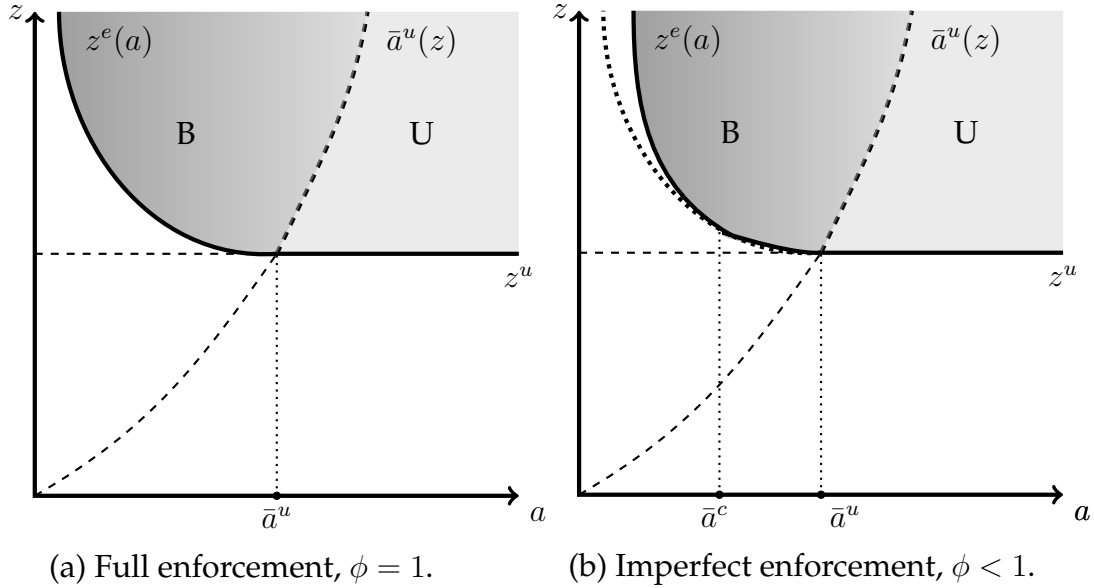 z
z^e(a)
ā^u(z)
B
U
z^u
ā^u
a
(a) Full enforcement, ϕ = 1.
z
z^e(a)
ā^u(z)
B
U
z^u
ā^c
ā^u
a
(b) Imperfect enforcement, ϕ < 1.